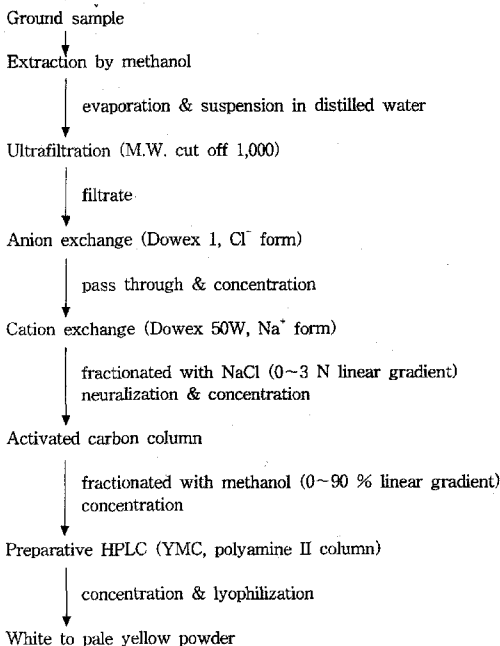 Ground sample
Extraction by methanol
evaporation & suspension in distilled water
Ultrafiltration (M.W. cut off 1,000)
filtrate
Anion exchange (Dowex 1, Cl⁻ form)
pass through & concentration
Cation exchange (Dowex 50W, Na⁺ form)
fractionated with NaCl (0~3 N linear gradient)
neuralization & concentration
Activated carbon column
fractionated with methanol (0~90 % linear gradient)
concentration
Preparative HPLC (YMC, polyamine II column)
concentration & lyophilization
White to pale yellow powder